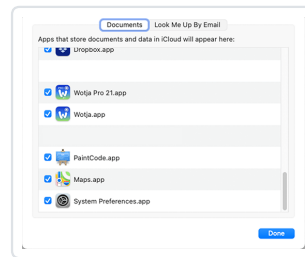 Documents
Look Me Up By Email
Apps that store documents and data in iCloud will appear here:
Dropbox.app
Wotja Pro 21.app
Wotja.app
PaintCode.app
Maps.app
System Preferences.app
Done